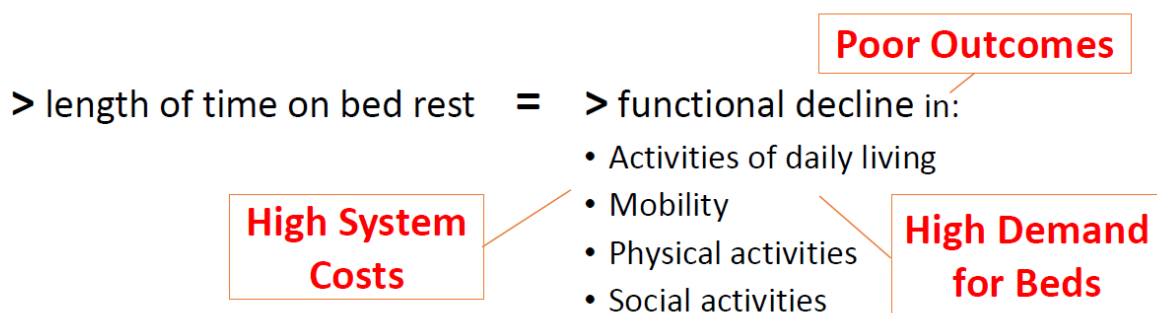 Poor Outcomes
> length of time on bed rest = > functional decline in:
• Activities of daily living
• Mobility
• Physical activities
• Social activities
High System
Costs
High Demand
for Beds